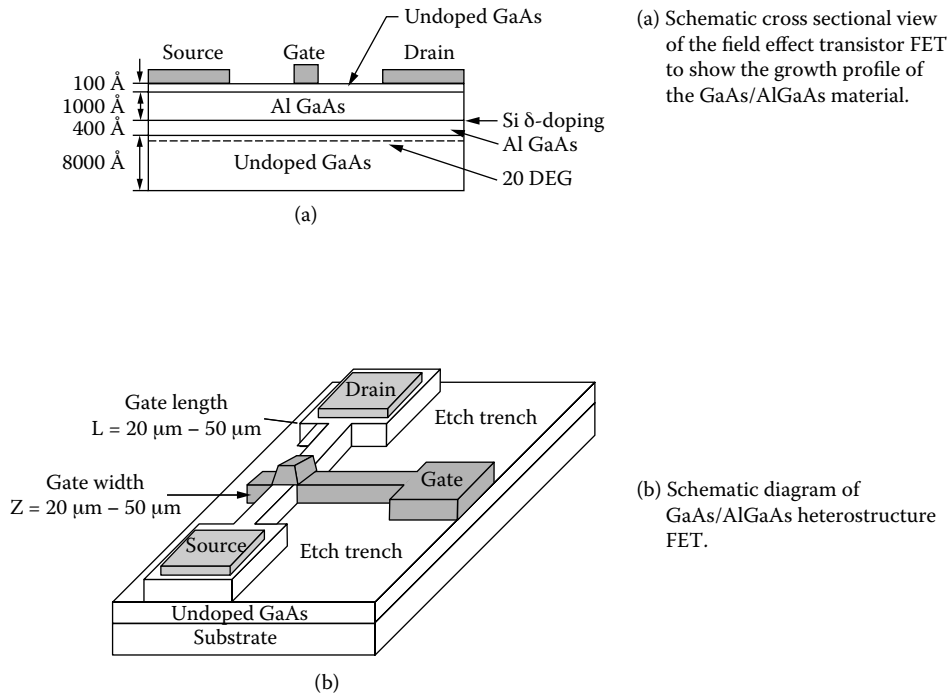 Undoped GaAs
Source
Gate
Drain
100 Å
1000 Å
Al GaAs
400 Å
Si δ-doping
Al GaAs
8000 Å
Undoped GaAs
20 DEG
(a)
(a) Schematic cross sectional view
of the field effect transistor FET
to show the growth profile of
the GaAs/AlGaAs material.
Drain
Gate length
L = 20 μm – 50 μm
Etch trench
Gate width
Z = 20 μm – 50 μm
Gate
Source
Etch trench
Undoped GaAs
Substrate
(b)
(b) Schematic diagram of
GaAs/AlGaAs heterostructure
FET.